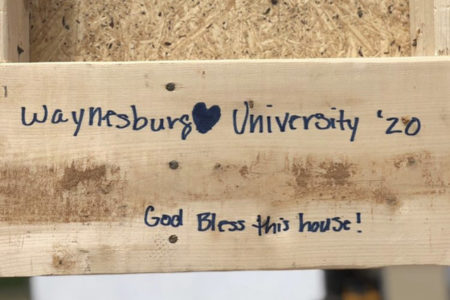 Waynesburg♥ University '20
God Bless this house!